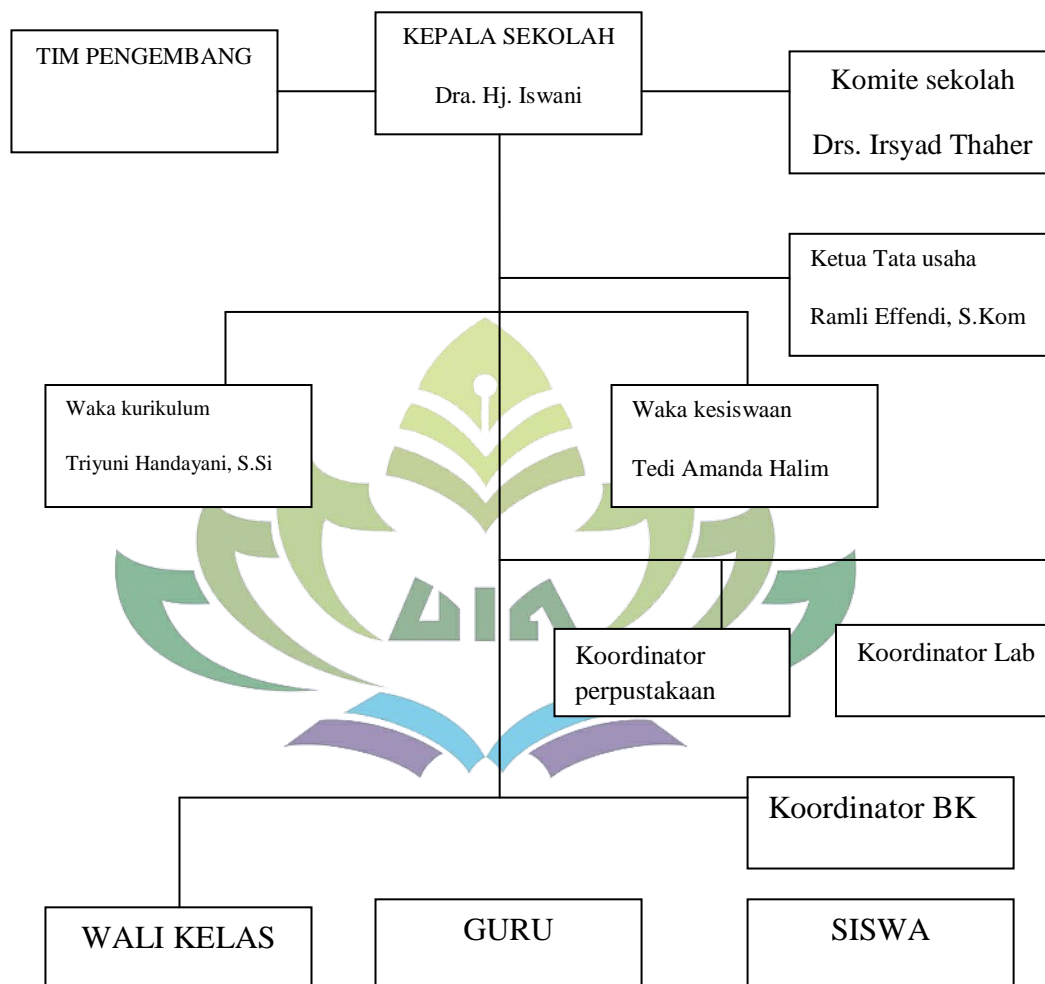 TIM PENGEMBANG
KEPALA SEKOLAH
Dra. Hj. Iswani
Komite sekolah
Drs. Irsyad Thaher
Ketua Tata usaha
Ramli Effendi, S.Kom
Waka kurikulum
Triyuni Handayani, S.Si
Waka kesiswaan
Tedi Amanda Halim
UIN
Koordinator
perpustakaan
Koordinator Lab
Koordinator BK
WALI KELAS
GURU
SISWA